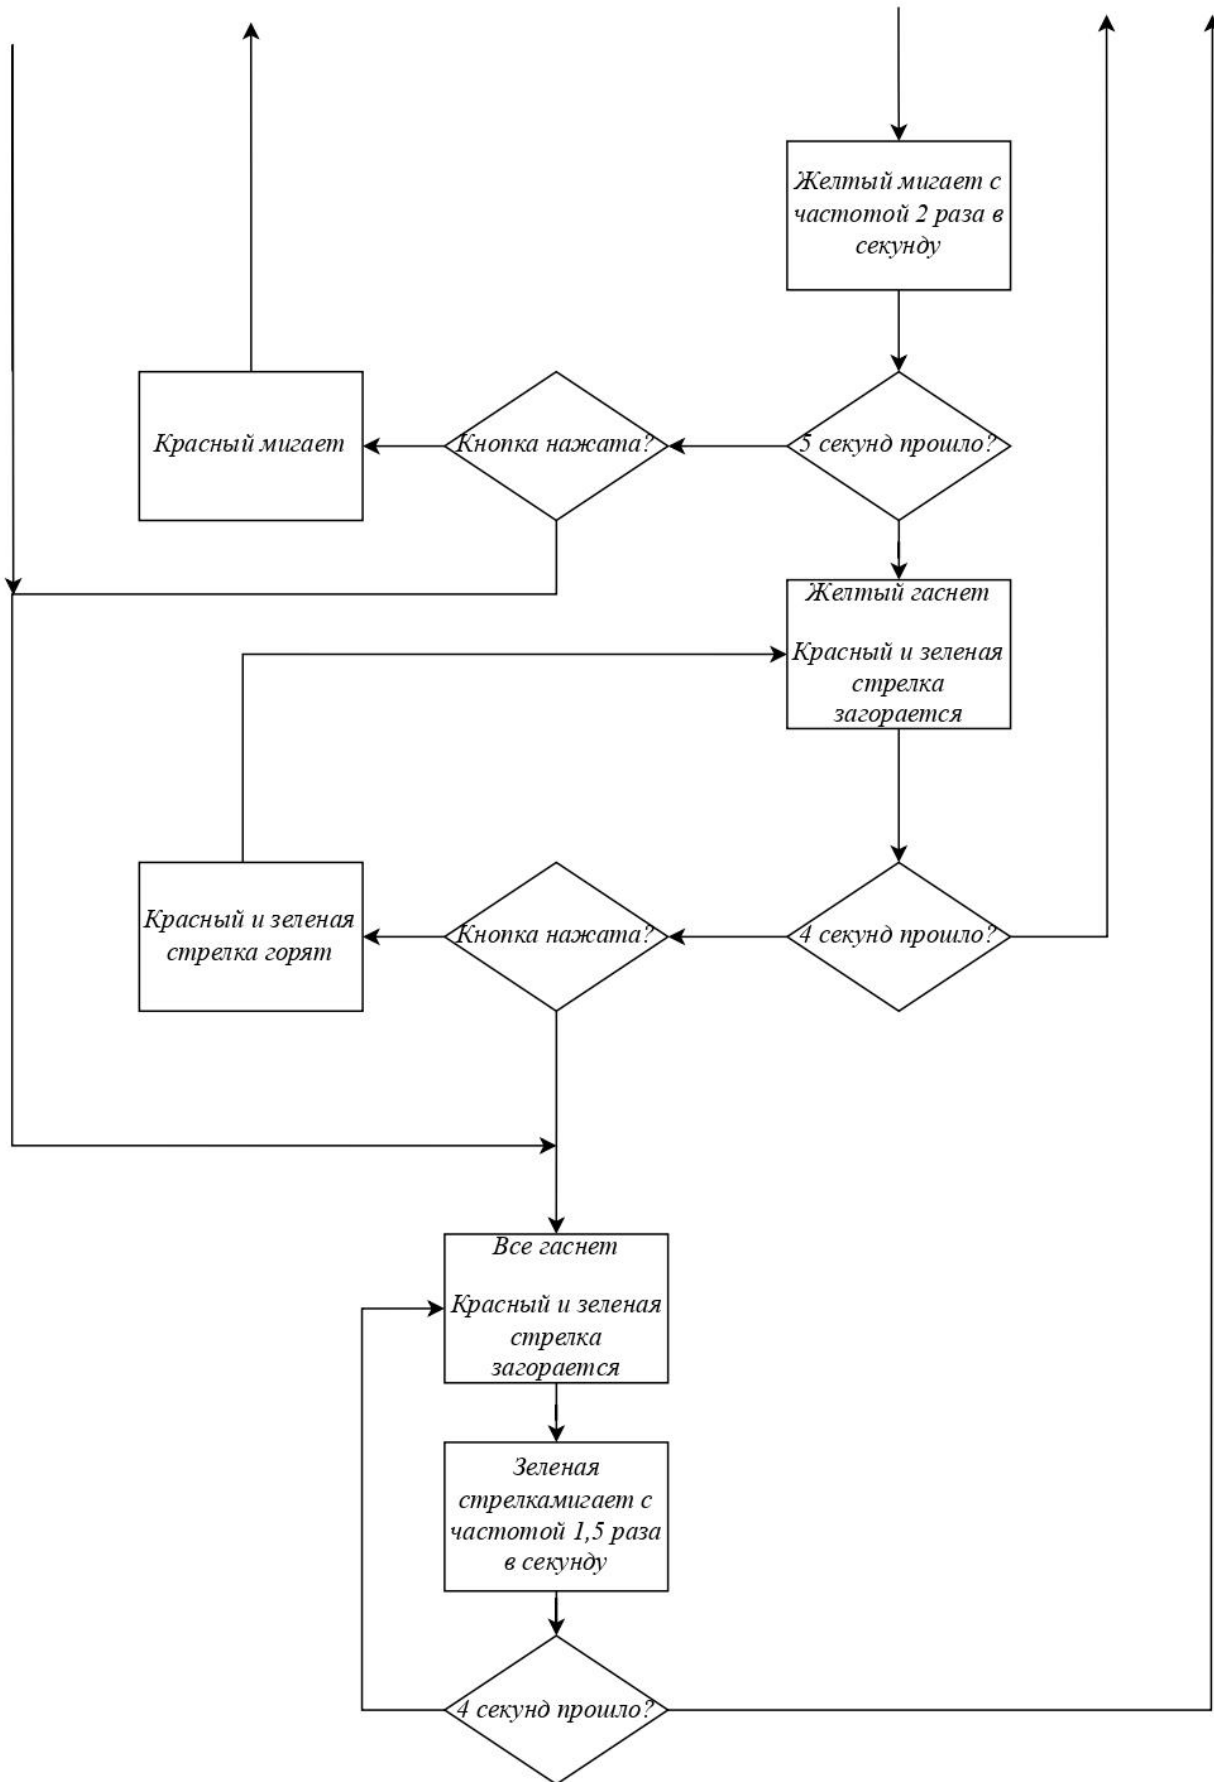 Желтый мигает с
частотой 2 раза в
секунду
Красный мигает
Кнопка нажата?
5 секунд прошло?
Желтый гаснет
Красный и зеленая
стрелка
загорается
Красный и зеленая
стрелка горят
Кнопка нажата?
4 секунд прошло?
Все гаснет
Красный и зеленая
стрелка
загорается
Зеленая
стрелкамигает с
частотой 1,5 раза
в секунду
4 секунд прошло?